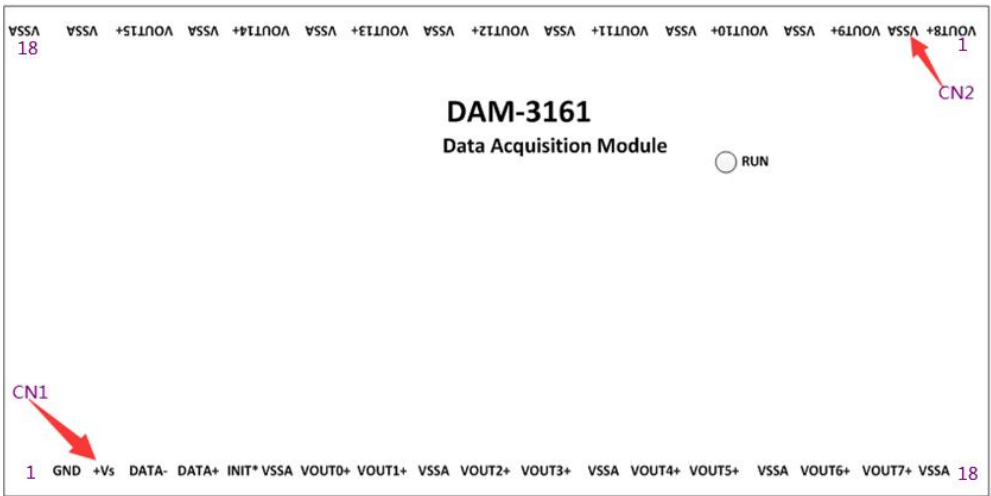 VSSA VSSA VOUT15+ VSSA VOUT14+ VSSA VOUT13+ VSSA VOUT12+ VSSA VOUT11+ VSSA VOUT10+ VSSA VOUT9+ VSSA VOUT8+
18 1
CN2
DAM-3161
Data Acquisition Module
RUN
CN1
1 GND +Vs DATA- DATA+ INIT* VSSA VOUT0+ VOUT1+ VSSA VOUT2+ VOUT3+ VSSA VOUT4+ VOUT5+ VSSA VOUT6+ VOUT7+ VSSA 18